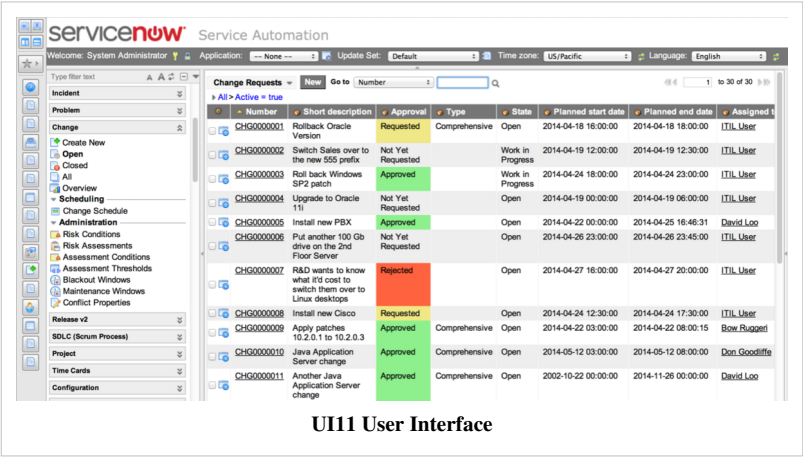 servicenow Service Automation
Welcome: System Administrator Application: -- None -- Update Set: Default Time zone: US/Pacific Language: English
Type filter text A A
Incident
Problem
Change
Create New
Open
Closed
All
Overview
Scheduling
Change Schedule
Administration
Risk Conditions
Risk Assessments
Assessment Conditions
Assessment Thresholds
Blackout Windows
Maintenance Windows
Conflict Properties
Release v2
SDLC (Scrum Process)
Project
Time Cards
Configuration
Change Requests New Go to Number 1 to 30 of 30
All > Active = true
Number Short description Approval Type State Planned start date Planned end date Assigned t
CHG0000001 Rollback Oracle Requested Comprehensive Open 2014-04-18 16:00:00 2014-04-18 18:00:00 ITIL User
Version
CHG0000002 Switch Sales over to Not Yet Work in 2014-04-19 12:00:00 2014-04-19 12:30:00 ITIL User
the new 555 prefix Requested Progress
CHG0000003 Roll back Windows Approved Work in 2014-04-24 18:00:00 2014-04-24 23:00:00 ITIL User
SP2 patch Progress
CHG0000004 Upgrade to Oracle Not Yet Open 2014-04-19 00:00:00 2014-04-19 06:00:00 ITIL User
11i Requested
CHG0000005 Install new PBX Approved Open 2014-04-22 00:00:00 2014-04-25 16:46:31 David Loo
CHG0000006 Put another 100 Gb Not Yet Open 2014-04-26 23:00:00 2014-04-26 23:45:00 ITIL User
drive on the 2nd Requested
Floor Server
CHG0000007 R&D wants to know Rejected Open 2014-04-27 16:00:00 2014-04-27 20:00:00 ITIL User
what it'd cost to
switch them over to
Linux desktops
CHG0000008 Install new Cisco Requested Open 2014-04-24 12:30:00 2014-04-24 17:30:00 ITIL User
CHG0000009 Apply patches Approved Comprehensive Open 2014-04-22 03:00:00 2014-04-22 08:00:15 Bow Ruggeri
10.2.0.1 to 10.2.0.3
CHG0000010 Java Application Approved Comprehensive Open 2014-05-12 03:00:00 2014-05-12 08:00:00 Don Goodliffe
Server change
CHG0000011 Another Java Approved Comprehensive Open 2002-10-22 00:00:00 2014-11-26 00:00:00 David Loo
Application Server
change
UI11 User Interface